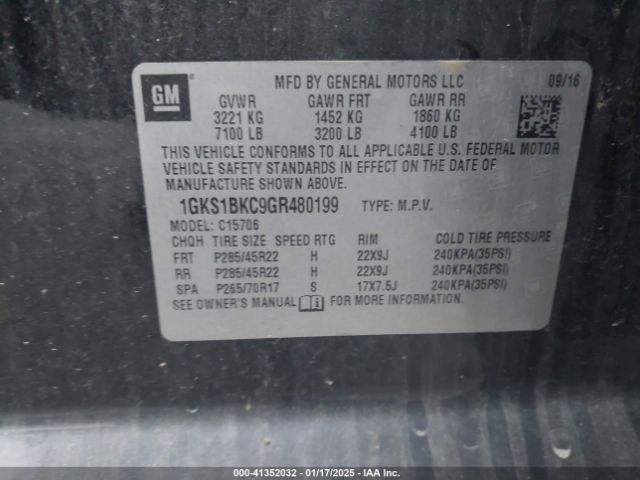 GM
MFD BY GENERAL MOTORS LLC 09/16
GVWR GAWR FRT GAWR RR
3221 KG 1452 KG 1860 KG
7100 LB 3200 LB 4100 LB
THIS VEHICLE CONFORMS TO ALL APPLICABLE U.S. FEDERAL MOTOR
VEHICLE SAFETY STANDARDS IN EFFECT ON THE DATE OF
MANUFACTURE SHOWN ABOVE.
1GKS1BKC9GR480199 TYPE: M.P.V.
MODEL: C15706
CHQH TIRE SIZE SPEED RTG RIM COLD TIRE PRESSURE
FRT P285/45R22 H 22X9J 240KPA(35PSI)
RR P285/45R22 H 22X9J 240KPA(35PSI)
SPA P265/70R17 S 17X7.5J 240KPA(35PSI)
SEE OWNER'S MANUAL FOR MORE INFORMATION.
000-41352032 - 01/17/2025 - IAA Inc.